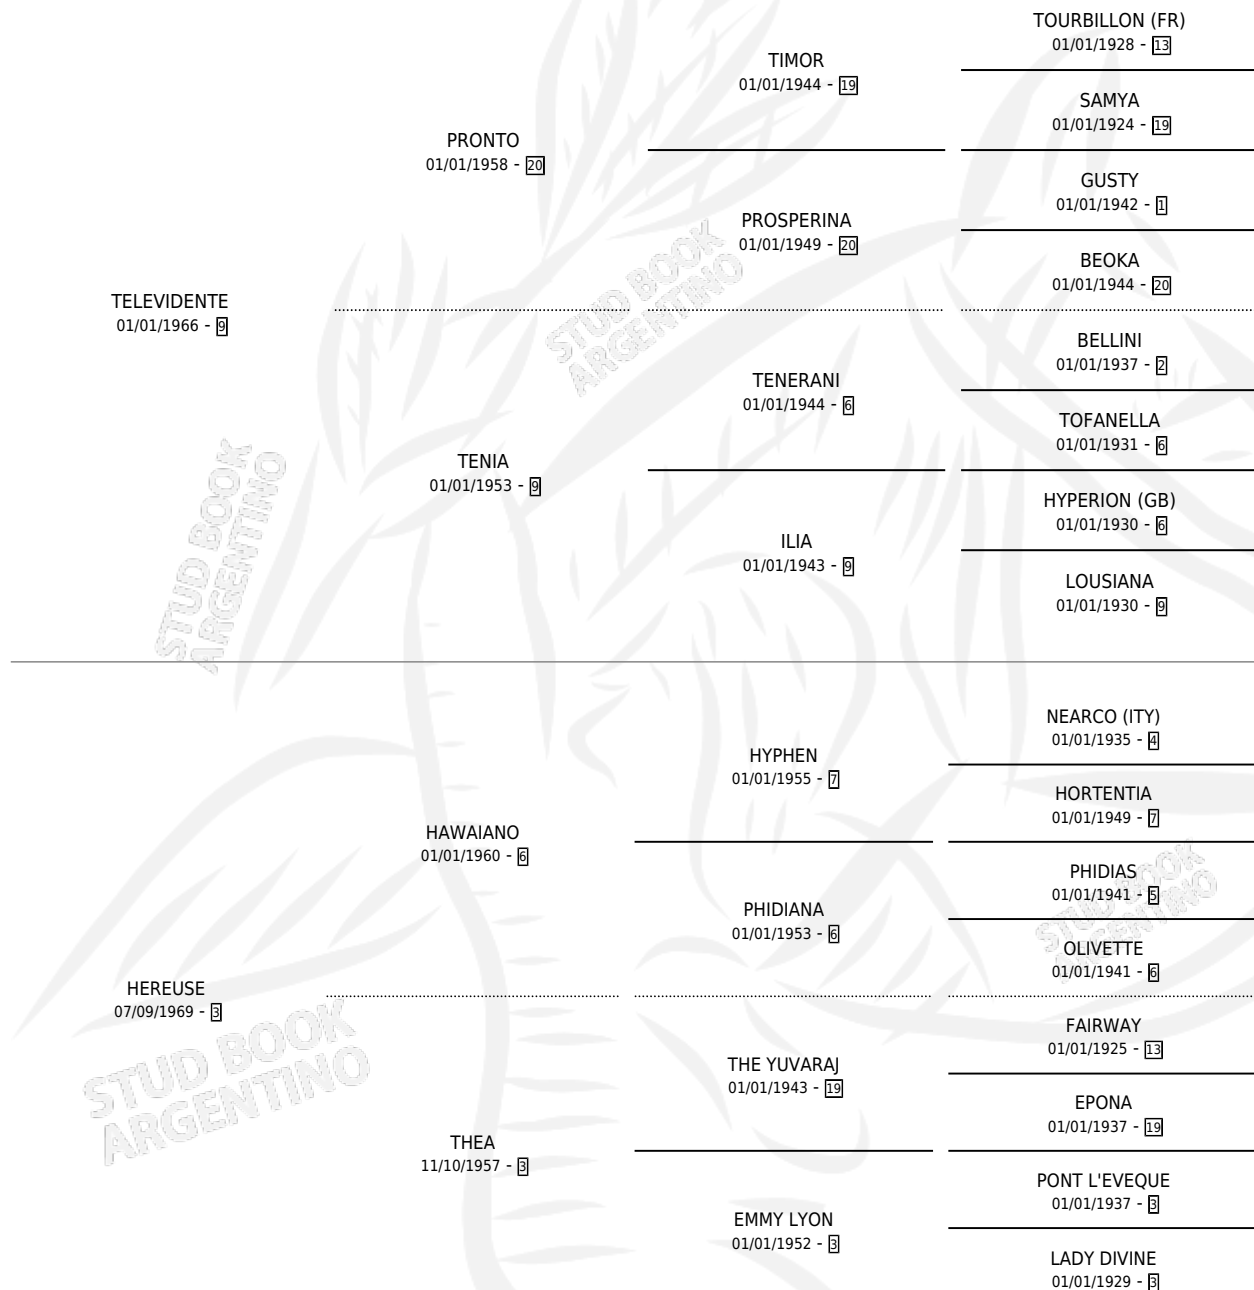 TOURBILLON (FR)
01/01/1928 - 13
TIMOR
01/01/1944 - 19
SAMYA
01/01/1924 - 19
PRONTO
01/01/1958 - 20
GUSTY
01/01/1942 - 1
PROSPERINA
01/01/1949 - 20
BEOKA
01/01/1944 - 20
TELEVIDENTE
01/01/1966 - 9
BELLINI
01/01/1937 - 2
TENERANI
01/01/1944 - 6
TOFANELLA
01/01/1931 - 6
TENIA
01/01/1953 - 9
HYPERION (GB)
01/01/1930 - 6
ILIA
01/01/1943 - 9
LOUSIANA
01/01/1930 - 9
NEARCO (ITY)
01/01/1935 - 4
HYPHEN
01/01/1955 - 7
HORTENTIA
01/01/1949 - 7
HAWAIANO
01/01/1960 - 6
PHIDIAS
01/01/1941 - 5
PHIDIANA
01/01/1953 - 6
OLIVETTE
01/01/1941 - 6
HEREUSE
07/09/1969 - 3
FAIRWAY
01/01/1925 - 13
THE YUVARAJ
01/01/1943 - 19
EPONA
01/01/1937 - 19
THEA
11/10/1957 - 3
PONT L'EVEQUE
01/01/1937 - 3
EMMY LYON
01/01/1952 - 3
LADY DIVINE
01/01/1929 - 3
STUD BOOK
ARGENTINO
STUD BOOK
ARGENTINO
STUD BOOK
ARGENTINO
STUD BOOK
ARGENTINO